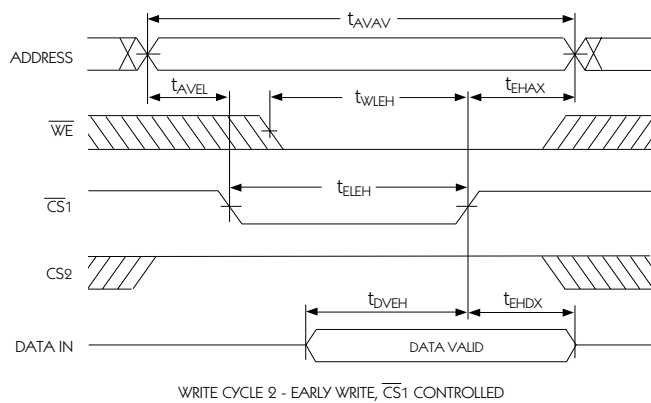 tAVAV
ADDRESS
tAVEL
tWLEH
tEHAX
WE
tELEH
CS1
CS2
tDVEH
tEHDX
DATA IN
DATA VALID
WRITE CYCLE 2 - EARLY WRITE, CS1 CONTROLLED